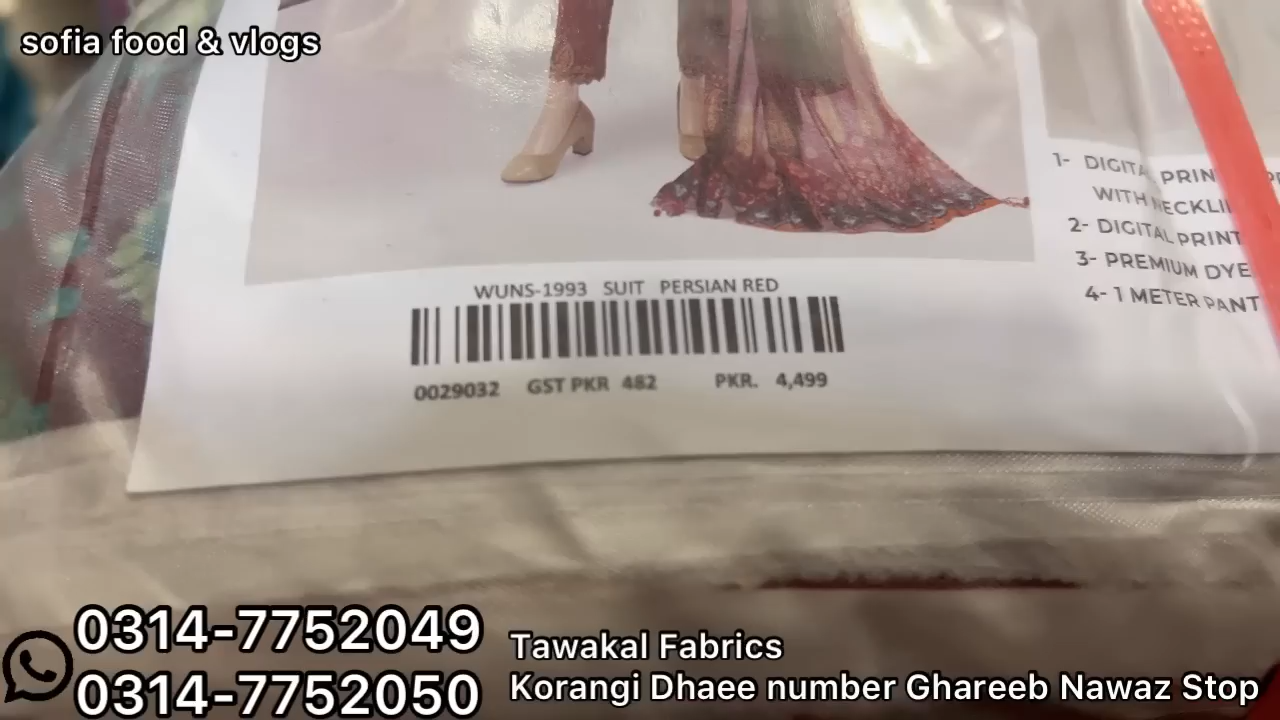 sofia food & vlogs
1- DIGITAL PRIN
WITH NECKLI
2- DIGITAL PRINT
3- PREMIUM DYE
4- 1 METER PANT
WUNS-1993 SUIT PERSIAN RED
0029032 GST PKR 482 PKR. 4,499
0314-7752049
0314-7752050
Tawakal Fabrics
Korangi Dhaee number Ghareeb Nawaz Stop